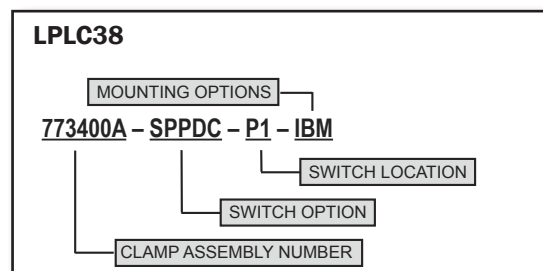 LPLC38
MOUNTING OPTIONS
773400A – SPPDC – P1 – IBM
SWITCH LOCATION
SWITCH OPTION
CLAMP ASSEMBLY NUMBER